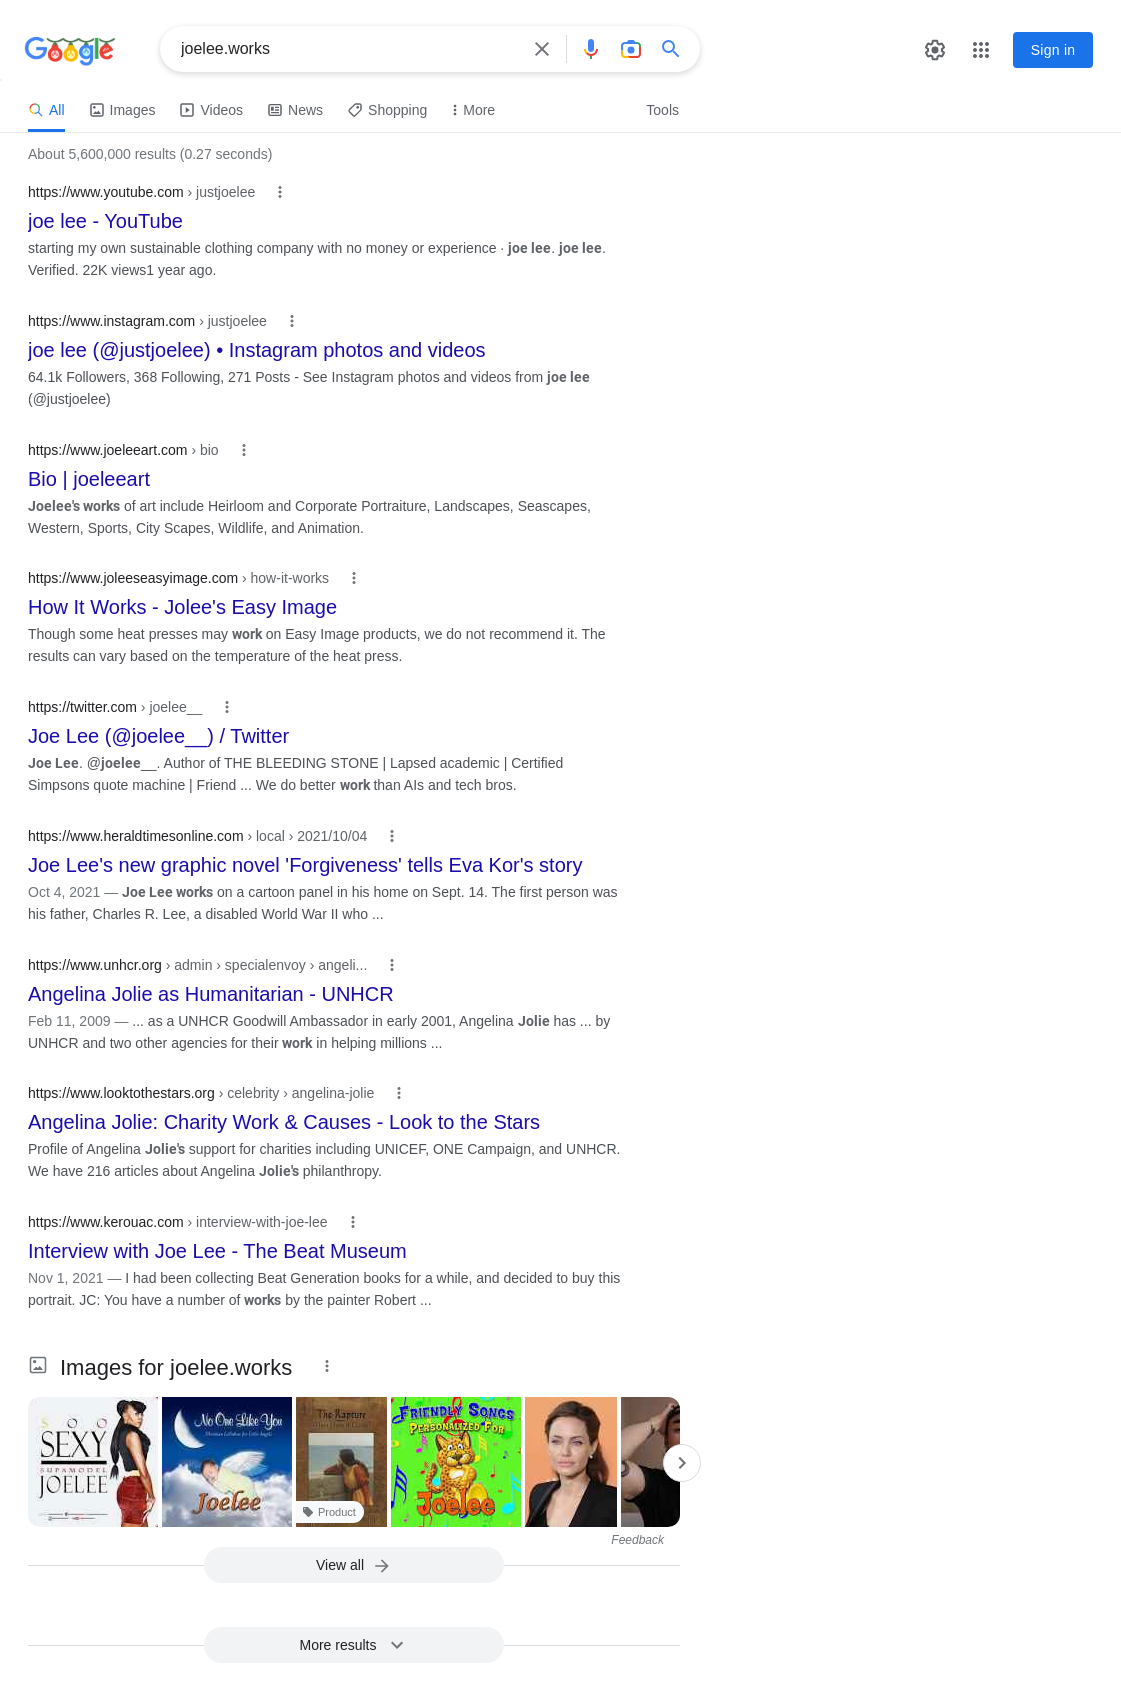 Google
joelee.works
Sign in
All
Images
Videos
News
Shopping
More
Tools
About 5,600,000 results (0.27 seconds)
https://www.youtube.com › justjoelee
joe lee - YouTube
starting my own sustainable clothing company with no money or experience · joe lee. joe lee.
Verified. 22K views1 year ago.
https://www.instagram.com › justjoelee
joe lee (@justjoelee) • Instagram photos and videos
64.1k Followers, 368 Following, 271 Posts - See Instagram photos and videos from joe lee
(@justjoelee)
https://www.joeleeart.com › bio
Bio | joeleeart
Joelee's works of art include Heirloom and Corporate Portraiture, Landscapes, Seascapes,
Western, Sports, City Scapes, Wildlife, and Animation.
https://www.joleeseasyimage.com › how-it-works
How It Works - Jolee's Easy Image
Though some heat presses may work on Easy Image products, we do not recommend it. The
results can vary based on the temperature of the heat press.
https://twitter.com › joelee__
Joe Lee (@joelee__) / Twitter
Joe Lee. @joelee__. Author of THE BLEEDING STONE | Lapsed academic | Certified
Simpsons quote machine | Friend ... We do better work than AIs and tech bros.
https://www.heraldtimesonline.com › local › 2021/10/04
Joe Lee's new graphic novel 'Forgiveness' tells Eva Kor's story
Oct 4, 2021 — Joe Lee works on a cartoon panel in his home on Sept. 14. The first person was
his father, Charles R. Lee, a disabled World War II who ...
https://www.unhcr.org › admin › specialenvoy › angeli...
Angelina Jolie as Humanitarian - UNHCR
Feb 11, 2009 — ... as a UNHCR Goodwill Ambassador in early 2001, Angelina Jolie has ... by
UNHCR and two other agencies for their work in helping millions ...
https://www.looktothestars.org › celebrity › angelina-jolie
Angelina Jolie: Charity Work & Causes - Look to the Stars
Profile of Angelina Jolie's support for charities including UNICEF, ONE Campaign, and UNHCR.
We have 216 articles about Angelina Jolie's philanthropy.
https://www.kerouac.com › interview-with-joe-lee
Interview with Joe Lee - The Beat Museum
Nov 1, 2021 — I had been collecting Beat Generation books for a while, and decided to buy this
portrait. JC: You have a number of works by the painter Robert ...
Images for joelee.works
SOO
SEXY
SUPAMODEL
JOELEE
No One Like You
Joelee
The Rapture
Product
FRIENDLY SONGS
PERSONALIZED FOR
Joelee
Feedback
View all
More results